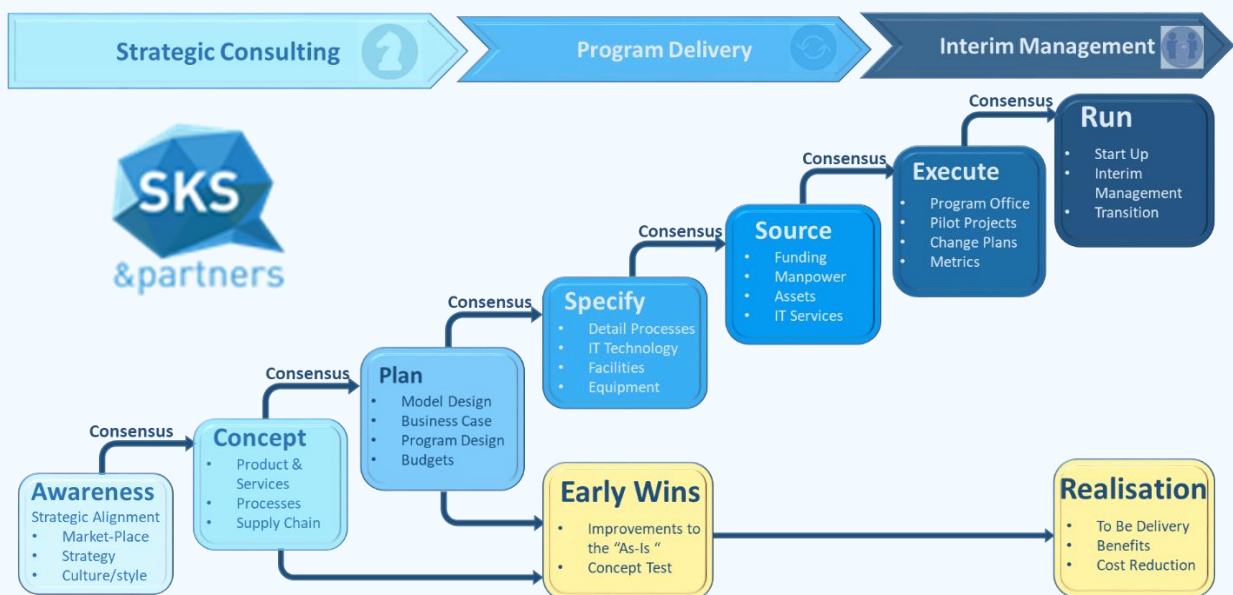 Strategic Consulting
Program Delivery
Interim Management
SKS
&partners
Awareness
Strategic Alignment
• Market-Place
• Strategy
• Culture/style
Consensus
Concept
• Product &
Services
• Processes
• Supply Chain
Consensus
Plan
• Model Design
• Business Case
• Program Design
• Budgets
Consensus
Specify
• Detail Processes
• IT Technology
• Facilities
• Equipment
Consensus
Source
• Funding
• Manpower
• Assets
• IT Services
Consensus
Execute
• Program Office
• Pilot Projects
• Change Plans
• Metrics
Consensus
Run
• Start Up
• Interim
Management
• Transition
Early Wins
• Improvements to
the “As-Is “
• Concept Test
Realisation
• To Be Delivery
• Benefits
• Cost Reduction